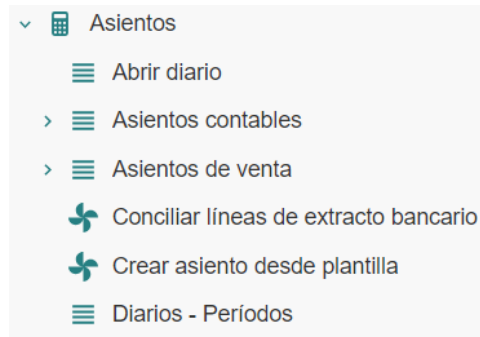 Asientos
Abrir diario
Asientos contables
Asientos de venta
Conciliar líneas de extracto bancario
Crear asiento desde plantilla
Diarios - Períodos